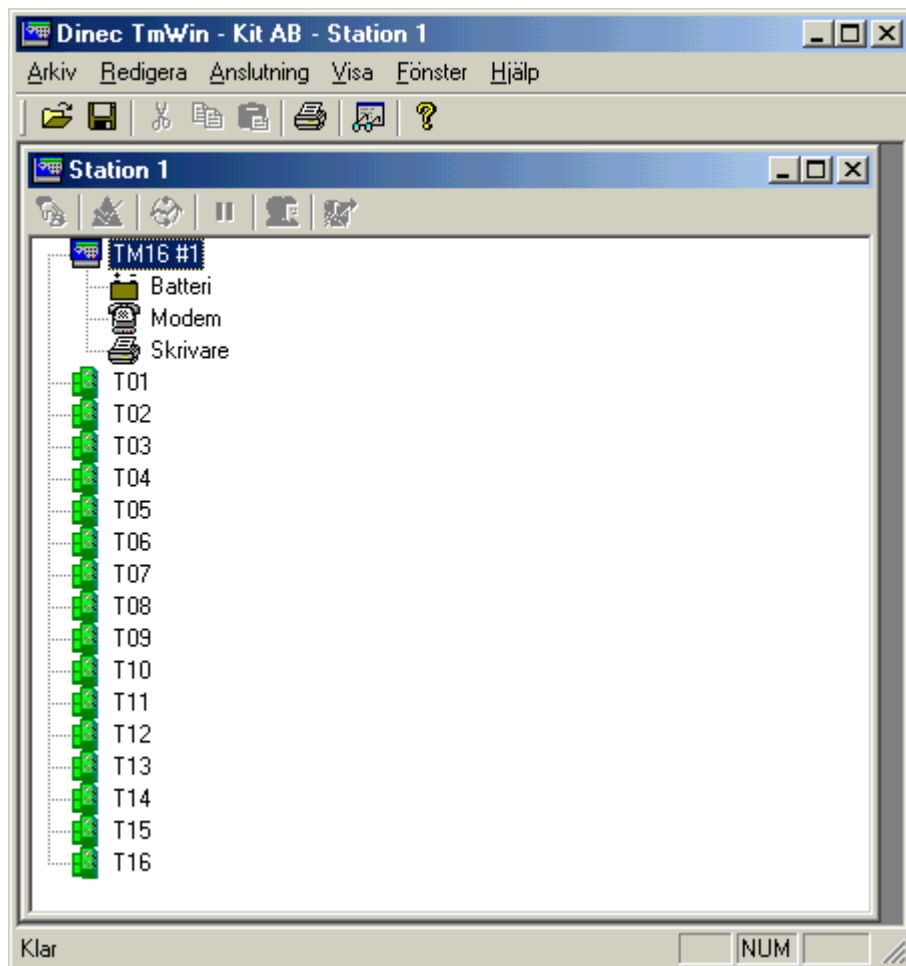 Dinec TmWin - Kit AB - Station 1
Arkiv Redigera Anslutning Visa Fönster Hjälp
Station 1
TM16 #1
Batteri
Modem
Skrivare
T01
T02
T03
T04
T05
T06
T07
T08
T09
T10
T11
T12
T13
T14
T15
T16
Klar NUM